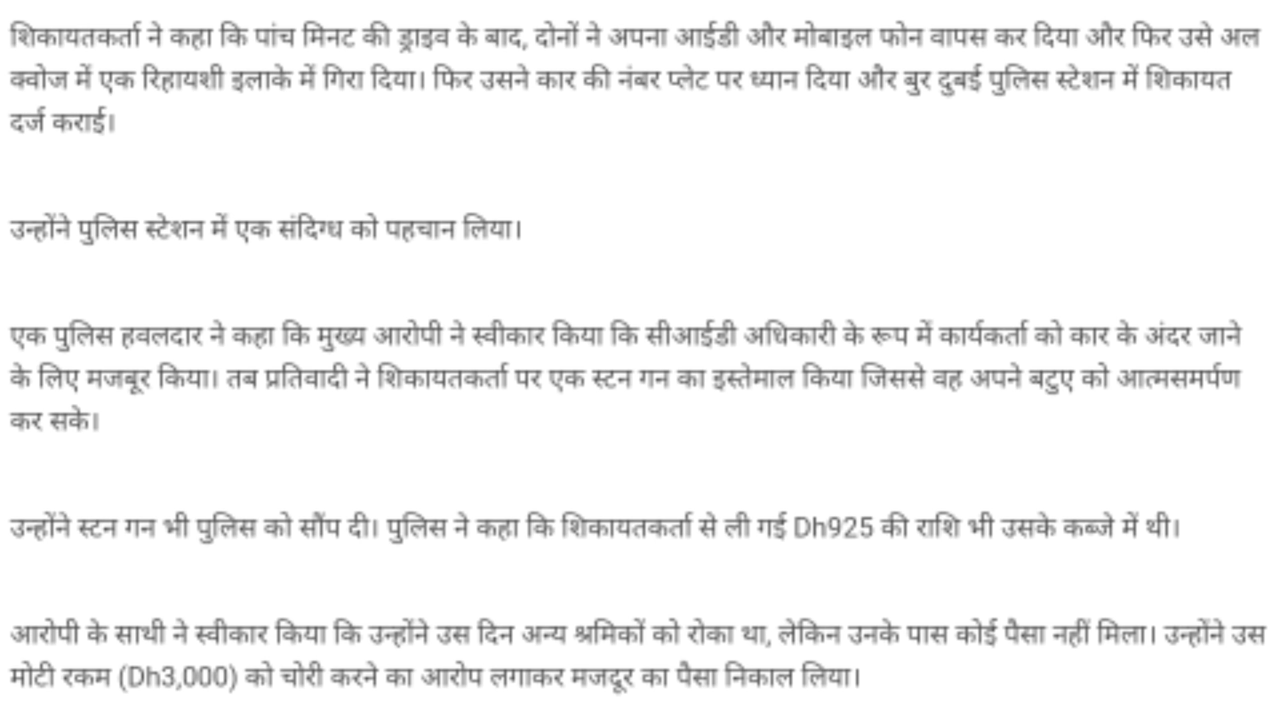 शिकायतकर्ता ने कहा कि पांच मिनट की ड्राइव के बाद, दोनों ने अपना आईडी और मोबाइल फोन वापस कर दिया और फिर उसे अल
क्वोज में एक रिहायशी इलाके में गिरा दिया। फिर उसने कार की नंबर प्लेट पर ध्यान दिया और बुर दुबई पुलिस स्टेशन में शिकायत
दर्ज कराई।
उन्होंने पुलिस स्टेशन में एक संदिग्ध को पहचान लिया।
एक पुलिस हवलदार ने कहा कि मुख्य आरोपी ने स्वीकार किया कि सीआईडी अधिकारी के रूप में कार्यकर्ता को कार के अंदर जाने
के लिए मजबूर किया। तब प्रतिवादी ने शिकायतकर्ता पर एक स्टन गन का इस्तेमाल किया जिससे वह अपने बटुए को आत्मसमर्पण
कर सके।
उन्होंने स्टन गन भी पुलिस को सौंप दी। पुलिस ने कहा कि शिकायतकर्ता से ली गई Dh925 की राशि भी उसके कब्जे में थी।
आरोपी के साथी ने स्वीकार किया कि उन्होंने उस दिन अन्य श्रमिकों को रोका था, लेकिन उनके पास कोई पैसा नहीं मिला। उन्होंने उस
मोटी रकम (Dh3,000) को चोरी करने का आरोप लगाकर मजदूर का पैसा निकाल लिया।